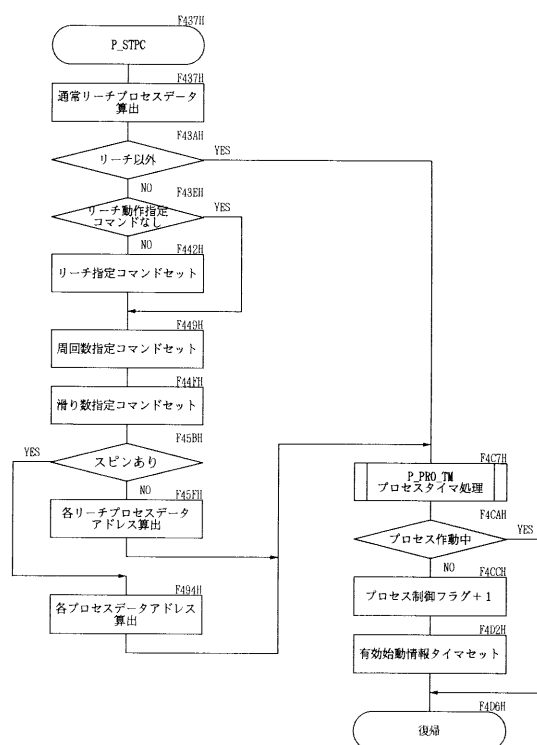 F437H
P_STPC
F437H
通常リーチプロセスデータ
算出
F43AH
リーチ以外
YES
NO
F43EH
リーチ動作指定
コマンドなし
YES
NO
F442H
リーチ指定コマンドセット
F449H
周回数指定コマンドセット
F44FH
滑り数指定コマンドセット
F45BH
スピンあり
YES
NO
F45FH
各リーチプロセスデータ
アドレス算出
F494H
各プロセスデータアドレス
算出
F4C7H
P_PRO_TM
プロセスタイマ処理
F4CAH
プロセス作動中
YES
NO
F4CCH
プロセス制御フラグ+1
F4D2H
有効始動情報タイマセット
F4D6H
復帰